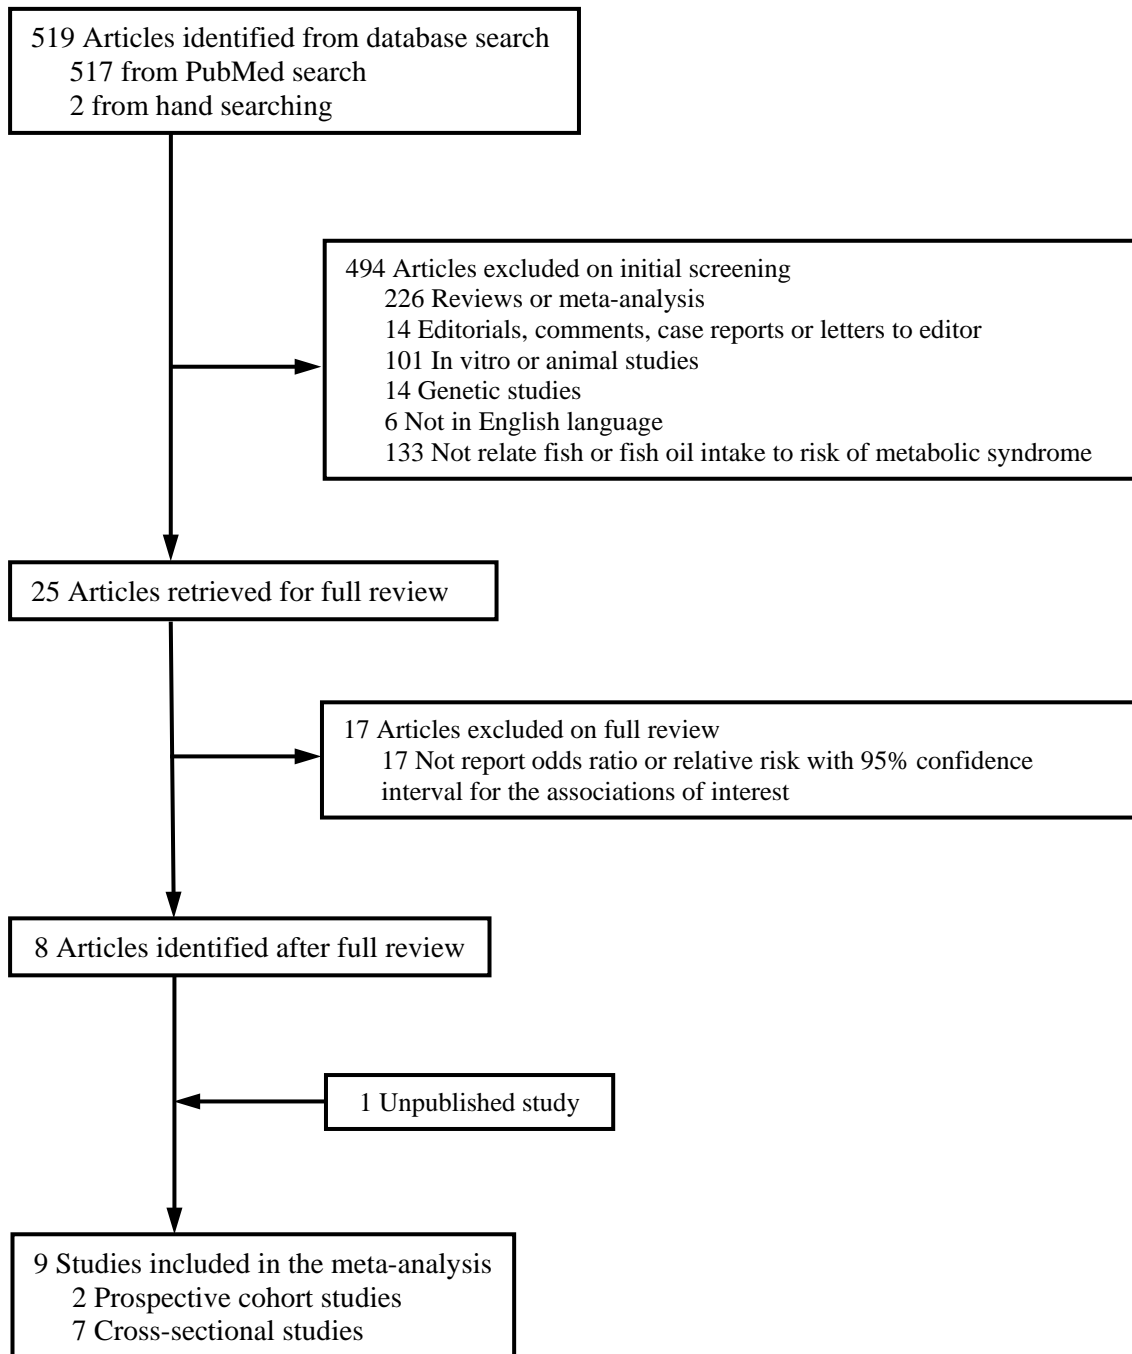 519 Articles identified from database search
517 from PubMed search
2 from hand searching
494 Articles excluded on initial screening
226 Reviews or meta-analysis
14 Editorials, comments, case reports or letters to editor
101 In vitro or animal studies
14 Genetic studies
6 Not in English language
133 Not relate fish or fish oil intake to risk of metabolic syndrome
25 Articles retrieved for full review
17 Articles excluded on full review
17 Not report odds ratio or relative risk with 95% confidence
interval for the associations of interest
8 Articles identified after full review
1 Unpublished study
9 Studies included in the meta-analysis
2 Prospective cohort studies
7 Cross-sectional studies